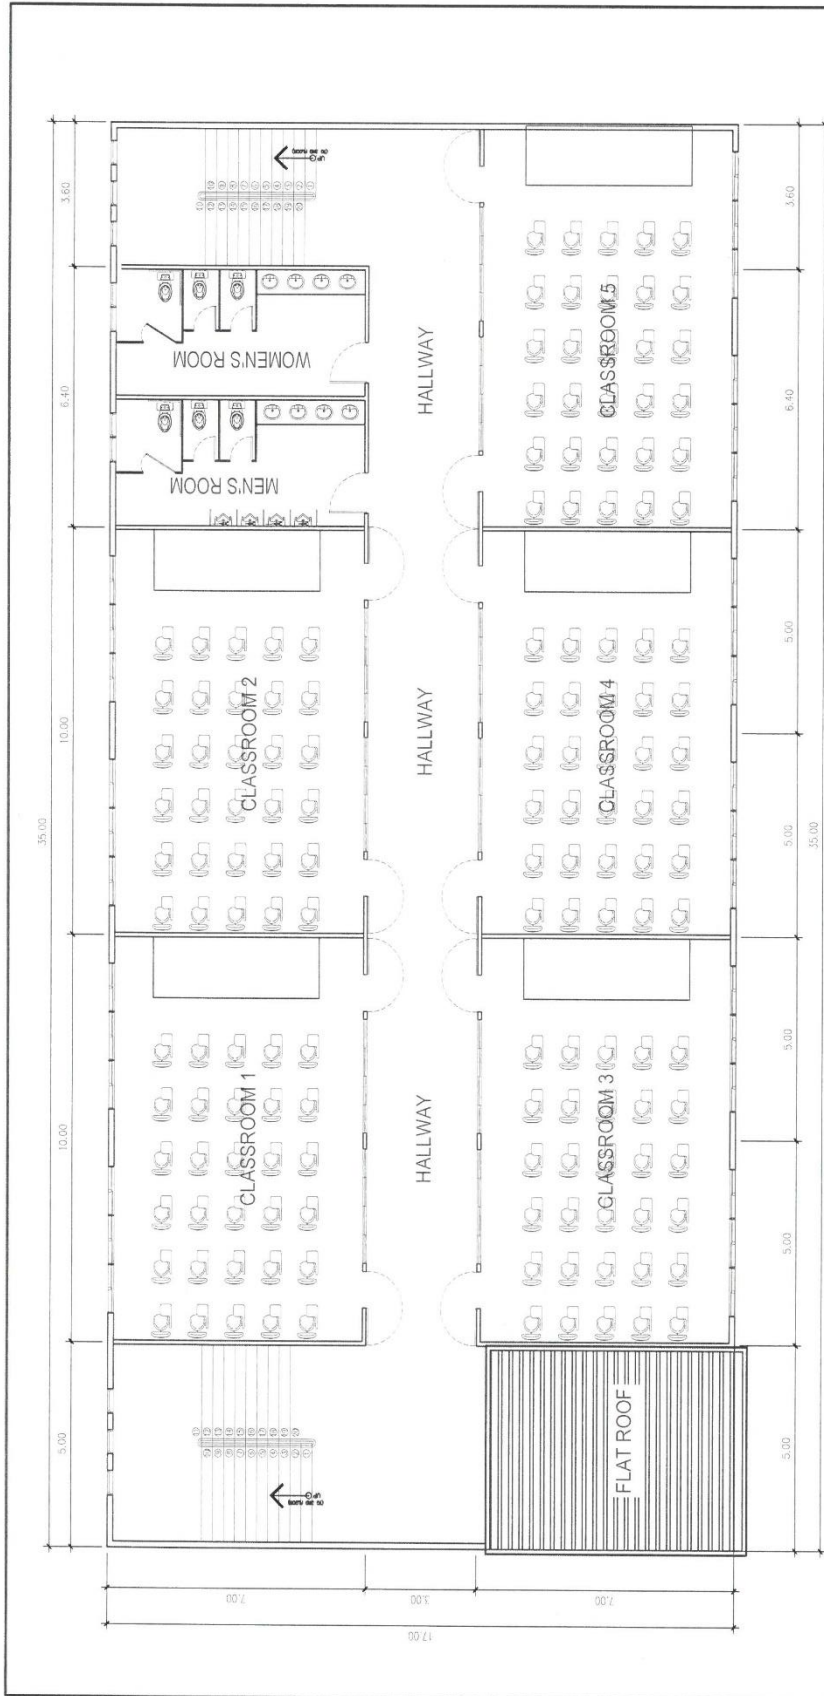 35.00
3.60
6.40
10.00
10.00
5.00
WOMEN'S ROOM
MEN'S ROOM
CLASSROOM 2
CLASSROOM 1
HALLWAY
HALLWAY
HALLWAY
CLASSROOM 5
CLASSROOM 4
CLASSROOM 3
FLAT ROOF
UP
UP
3.60
6.40
5.00
5.00
5.00
5.00
5.00
35.00
7.00
3.00
7.00
17.00